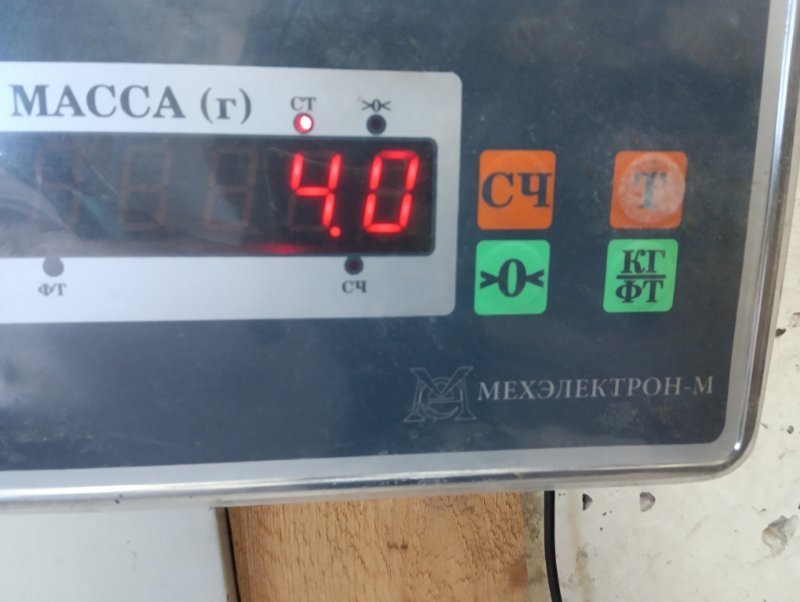 МАССА (г)
СТ
>0<
4.0
ФТ
СЧ
СЧ
Т
>0<
КГ
ФТ
МЕХЭЛЕКТРОН-М